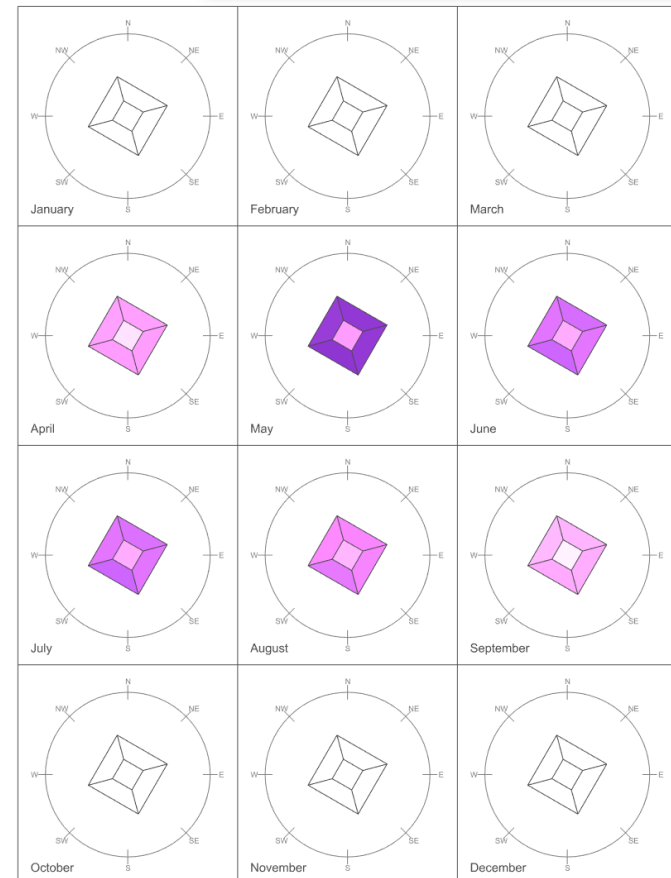 N N N
NW NE NW NE NW NE
W E W E W E
SW SE SW SE SW SE
S S S
January February March
N N N
NW NE NW NE NW NE
W E W E W E
SW SE SW SE SW SE
S S S
April May June
N N N
NW NE NW NE NW NE
W E W E W E
SW SE SW SE SW SE
S S S
July August September
N N N
NW NE NW NE NW NE
W E W E W E
SW SE SW SE SW SE
S S S
October November December